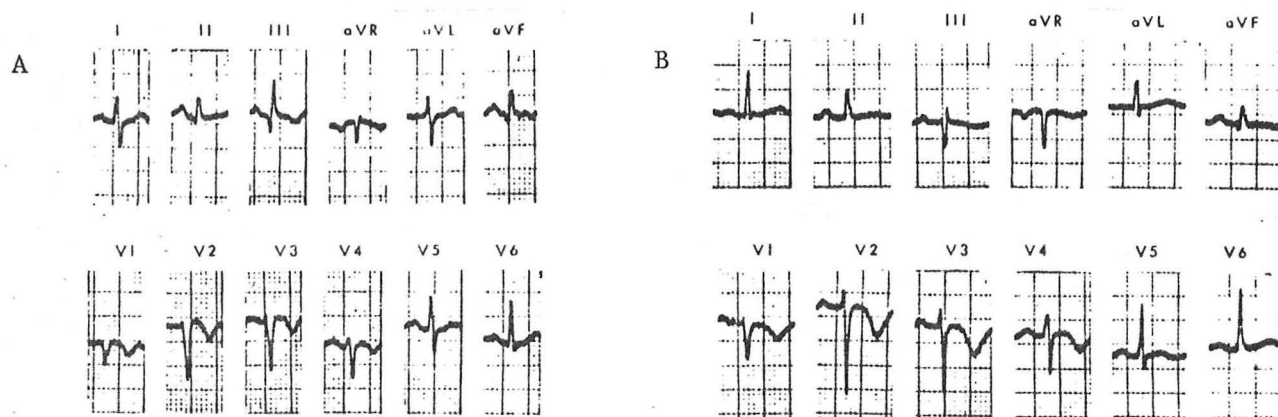 A
I II III aVR aVL aVF
V1 V2 V3 V4 V5 V6
B
I II III aVR aVL aVF
V1 V2 V3 V4 V5 V6